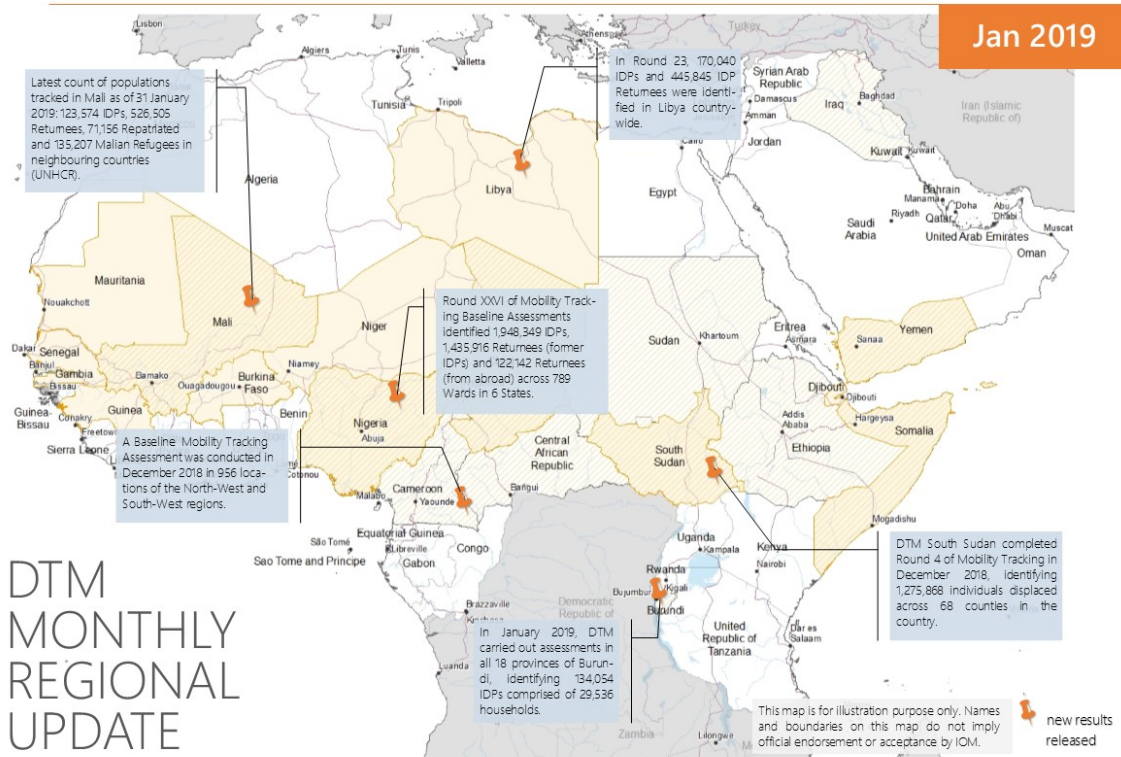 Jan 2019
Latest count of populations
tracked in Mali as of 31 January
2019: 123,574 IDPs, 526,505
Returnees, 71,156 Repatriated
and 135,207 Malian Refugees in
neighbouring countries
(UNHCR).
In Round 23, 170,040
IDPs and 445,845 IDP
Returnees were identi-
fied in Libya country-
wide.
Round XXVI of Mobility Track-
ing Baseline Assessments
identified 1,948,349 IDPs,
1,435,916 Returnees (former
IDPs) and 122,142 Returnees
(from abroad) across 789
Wards in 6 States.
A Baseline Mobility Tracking
Assessment was conducted in
December 2018 in 956 loca-
tions of the North-West and
South-West regions.
In January 2019, DTM
carried out assessments in
all 18 provinces of Burun-
di, identifying 134,054
IDPs comprised of 29,536
households.
DTM South Sudan completed
Round 4 of Mobility Tracking in
December 2018, identifying
1,275,868 individuals displaced
across 68 counties in the
country.
Lisbon
Algiers
Tunis
Valletta
Athens
Turkey
Tunisia
Tripoli
Syrian Arab
Republic
Damascus
Amman
Jordan
Iraq
Baghdad
Iran (Islamic
Republic of)
Kuwait
Kuwait
Cairo
Algeria
Libya
Egypt
Bahrain
Manama
Doha
Qatar
Abu
Dhabi
Riyadh
Saudi
Arabia
United Arab Emirates
Muscat
Oman
Mauritania
Nouakchott
Mali
Niger
Sudan
Khartoum
Eritrea
Asmara
Yemen
Sanaa
Dakar
Senegal
Banjul
Gambia
Bissau
Guinea-
Bissau
Bamako
Ouagadougou
Burkina
Faso
Niamey
Guinea
Conakry
Freetown
Sierra Leone
Benin
Cotonou
Nigeria
Abuja
Djibouti
Djibouti
Hargeysa
Somalia
Addis
Ababa
Ethiopia
South
Sudan
Central
African
Republic
Bangui
Cameroon
Yaounde
Malabo
Equatorial Guinea
São Tomé
Sao Tome and Principe
Libreville
Gabon
Congo
Brazzaville
Kinshasa
Democratic
Republic of
Luanda
Uganda
Kampala
Kenya
Nairobi
Mogadishu
Rwanda
Kigali
Bujumbur
Burundi
United
Republic of
Tanzania
Dar es
Salaam
Zambia
Lilongwe
DTM
MONTHLY
REGIONAL
UPDATE
This map is for illustration purpose only. Names
and boundaries on this map do not imply
official endorsement or acceptance by IOM.
new results
released